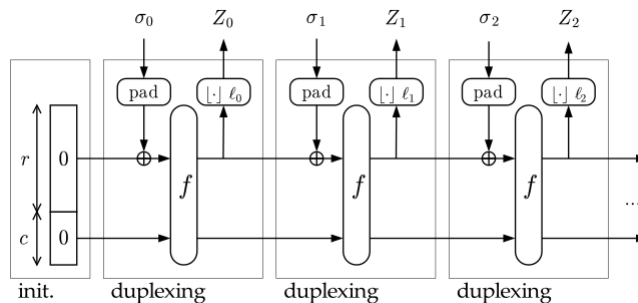 σ₀ Z₀ σ₁ Z₁ σ₂ Z₂
pad ⌊·⌋ ℓ₀ pad ⌊·⌋ ℓ₁ pad ⌊·⌋ ℓ₂
r 0 f f f
...
c 0
init. duplexing duplexing duplexing